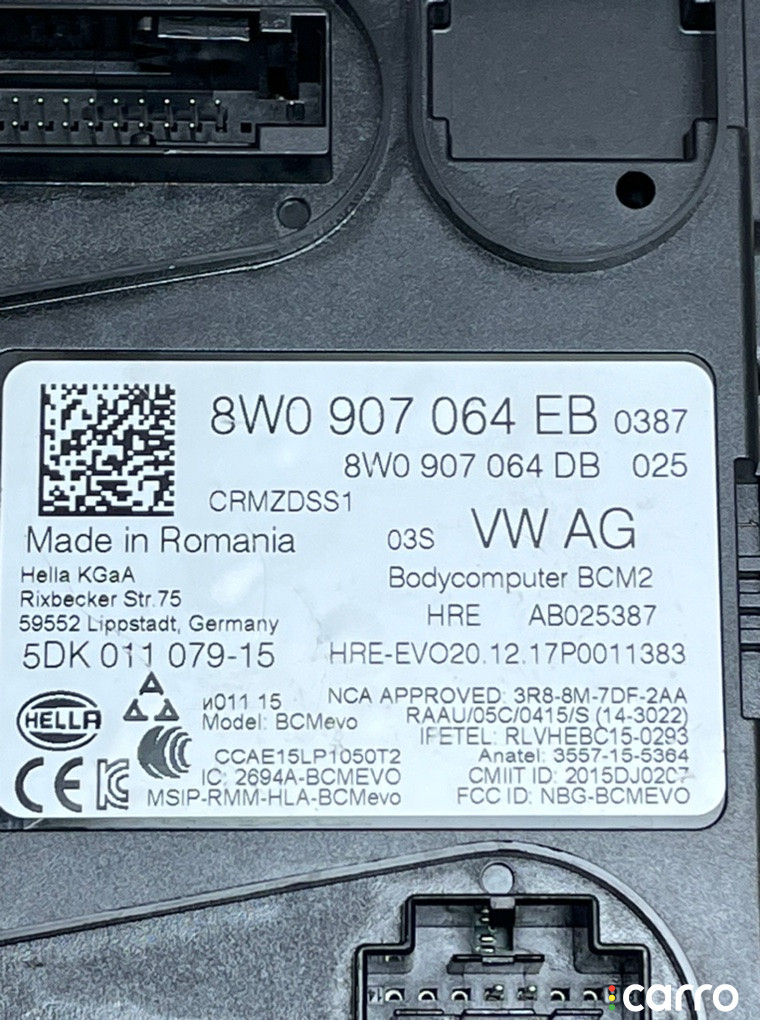 8W0 907 064 EB 0387
8W0 907 064 DB 025
CRMZDSS1
Made in Romania 03S VW AG
Hella KGaA
Rixbecker Str.75
59552 Lippstadt, Germany
Bodycomputer BCM2
HRE AB025387
5DK 011 079-15 HRE-EVO20.12.17P0011383
HELLA
и011 15
Model: BCMevo
NCA APPROVED: 3R8-8M-7DF-2AA
RAAU/05C/0415/S (14-3022)
IFETEL: RLVHEBC15-0293
CCAE15LP1050T2 Anatel: 3557-15-5364
IC: 2694A-BCMEVO CMIIT ID: 2015DJ02C7
MSIP-RMM-HLA-BCMevo FCC ID: NBG-BCMEVO
CE
14
carro